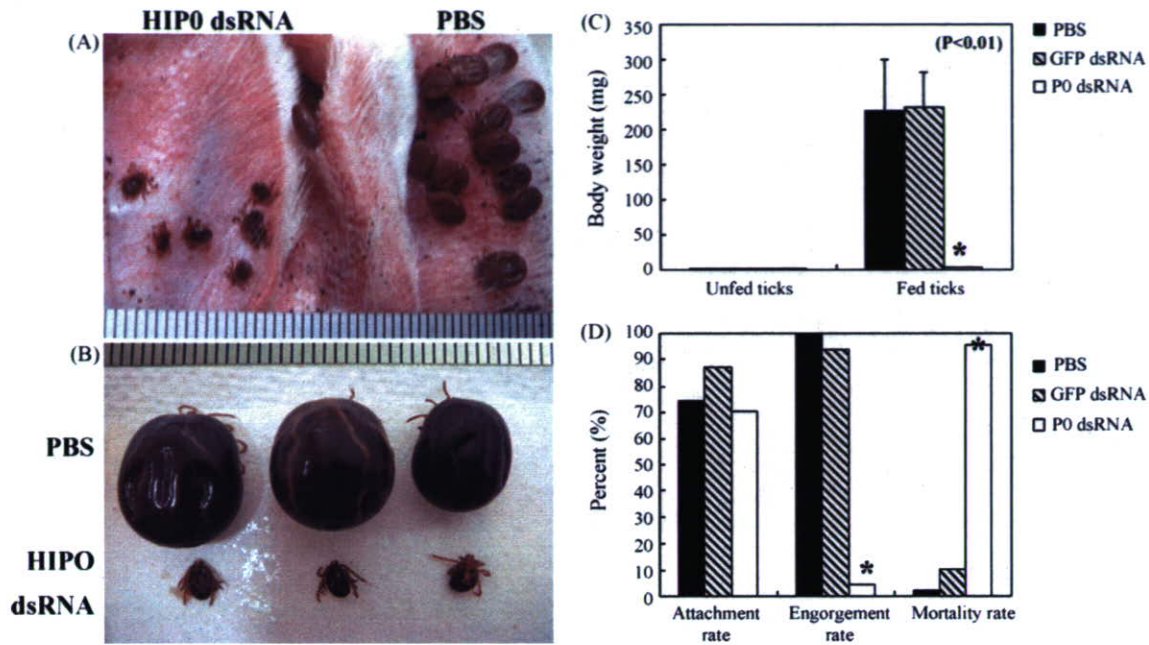 HIP0 dsRNA PBS
(A)
(B)
PBS
HIPO
dsRNA
(C)
350
300
250
200
150
100
50
0
Body weight (mg)
(P<0.01)
*
Unfed ticks Fed ticks
PBS
GFP dsRNA
P0 dsRNA
(D)
100
90
80
70
60
50
40
30
20
10
0
Percent (%)
*
*
Attachment rate
Engorgement rate
Mortality rate
PBS
GFP dsRNA
P0 dsRNA